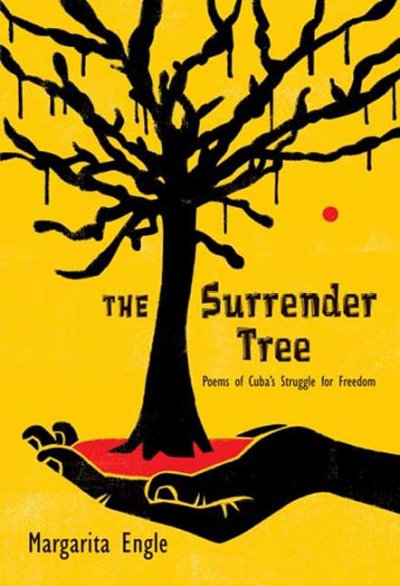 THE Surrender
Tree
Poems of Cuba's Struggle for Freedom
Margarita Engle